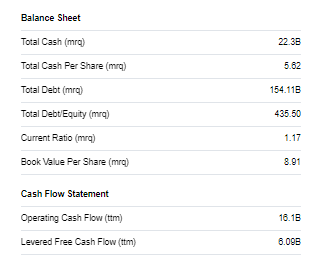 Balance Sheet
Total Cash (mrq) 22.3B
Total Cash Per Share (mrq) 5.62
Total Debt (mrq) 154.11B
Total Debt/Equity (mrq) 435.50
Current Ratio (mrq) 1.17
Book Value Per Share (mrq) 8.91
Cash Flow Statement
Operating Cash Flow (ttm) 16.1B
Levered Free Cash Flow (ttm) 6.09B